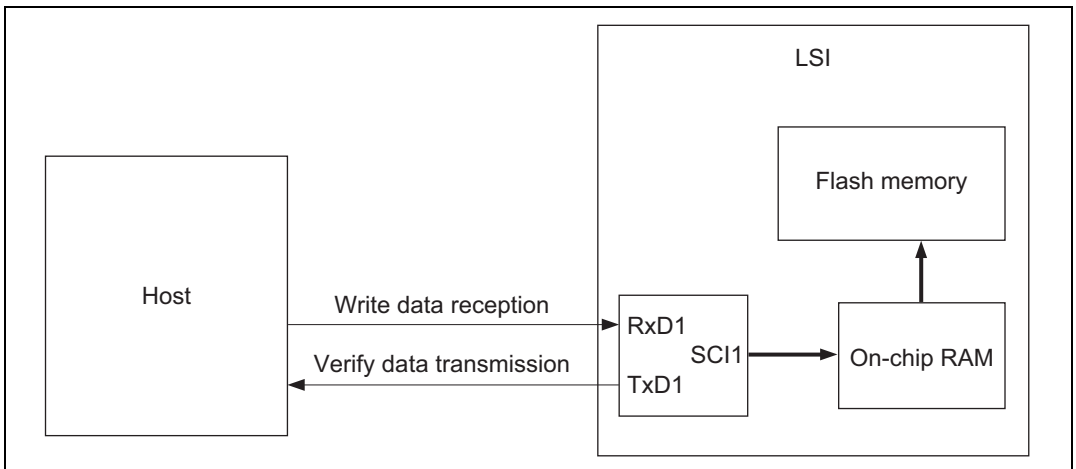 LSI
Flash memory
Host
Write data reception
RxD1
SCI1
On-chip RAM
Verify data transmission
TxD1